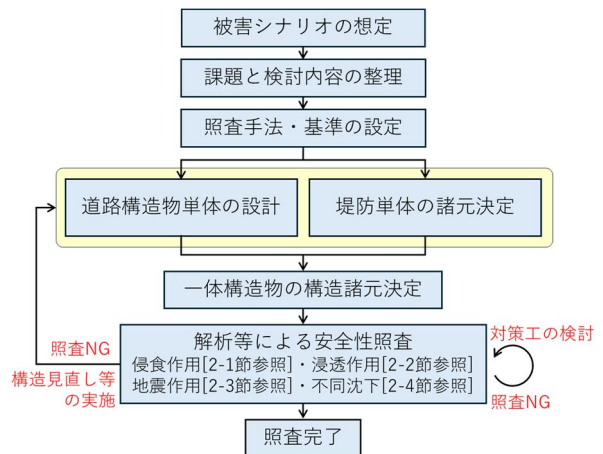 被害シナリオの想定
課題と検討内容の整理
照査手法・基準の設定
道路構造物単体の設計
堤防単体の諸元決定
一体構造物の構造諸元決定
解析等による安全性照査
侵食作用[2-1節参照]・浸透作用[2-2節参照]
地震作用[2-3節参照]・不同沈下[2-4節参照]
照査NG
構造見直し等
の実施
対策工の検討
照査NG
照査完了